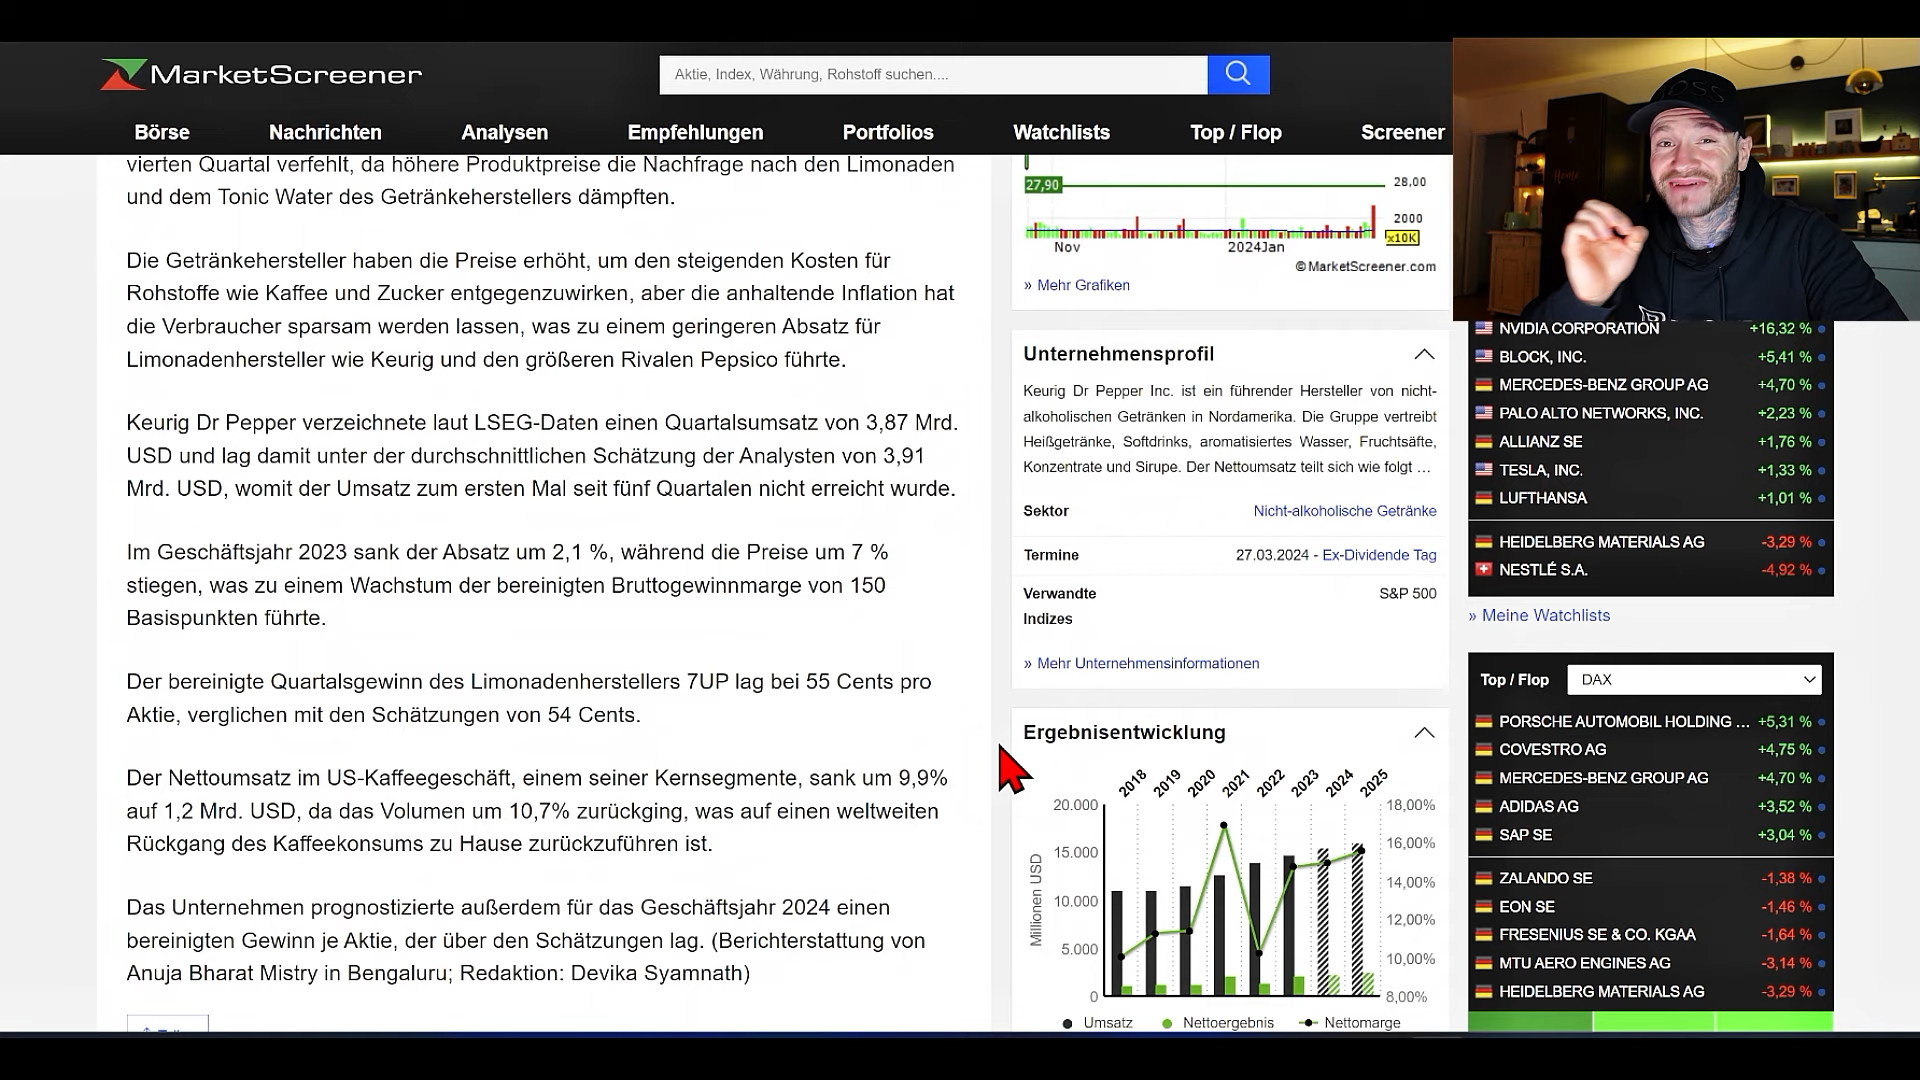 MarketScreener
Aktie, Index, Währung, Rohstoff suchen....
Börse
Nachrichten
Analysen
Empfehlungen
Portfolios
Watchlists
Top / Flop
Screener
vierten Quartal verfehlt, da höhere Produktpreise die Nachfrage nach den Limonaden
und dem Tonic Water des Getränkeherstellers dämpften.
Die Getränkehersteller haben die Preise erhöht, um den steigenden Kosten für
Rohstoffe wie Kaffee und Zucker entgegenzuwirken, aber die anhaltende Inflation hat
die Verbraucher sparsam werden lassen, was zu einem geringeren Absatz für
Limonadenhersteller wie Keurig und den größeren Rivalen Pepsico führte.
Keurig Dr Pepper verzeichnete laut LSEG-Daten einen Quartalsumsatz von 3,87 Mrd.
USD und lag damit unter der durchschnittlichen Schätzung der Analysten von 3,91
Mrd. USD, womit der Umsatz zum ersten Mal seit fünf Quartalen nicht erreicht wurde.
Im Geschäftsjahr 2023 sank der Absatz um 2,1 %, während die Preise um 7 %
stiegen, was zu einem Wachstum der bereinigten Bruttogewinnmarge von 150
Basispunkten führte.
Der bereinigte Quartalsgewinn des Limonadenherstellers 7UP lag bei 55 Cents pro
Aktie, verglichen mit den Schätzungen von 54 Cents.
Der Nettoumsatz im US-Kaffeegeschäft, einem seiner Kernsegmente, sank um 9,9%
auf 1,2 Mrd. USD, da das Volumen um 10,7% zurückging, was auf einen weltweiten
Rückgang des Kaffeekonsums zu Hause zurückzuführen ist.
Das Unternehmen prognostizierte außerdem für das Geschäftsjahr 2024 einen
bereinigten Gewinn je Aktie, der über den Schätzungen lag. (Berichterstattung von
Anuja Bharat Mistry in Bengaluru; Redaktion: Devika Syamnath)
27,90
28,00
2000
x10K
Nov
2024Jan
©MarketScreener.com
» Mehr Grafiken
Unternehmensprofil
Keurig Dr Pepper Inc. ist ein führender Hersteller von nicht-
alkoholischen Getränken in Nordamerika. Die Gruppe vertreibt
Heißgetränke, Softdrinks, aromatisiertes Wasser, Fruchtsäfte,
Konzentrate und Sirupe. Der Nettoumsatz teilt sich wie folgt ...
Sektor
Nicht-alkoholische Getränke
Termine
27.03.2024 - Ex-Dividende Tag
Verwandte
Indizes
S&P 500
» Mehr Unternehmensinformationen
Ergebnisentwicklung
2018 2019 2020 2021 2022 2023 2024 2025
20.000
15.000
10.000
5.000
0
Millionen USD
18,00%
16,00%
14,00%
12,00%
10,00%
8,00%
Umsatz
Nettoergebnis
Nettomarge
NVIDIA CORPORATION +16,32 %
BLOCK, INC. +5,41 %
MERCEDES-BENZ GROUP AG +4,70 %
PALO ALTO NETWORKS, INC. +2,23 %
ALLIANZ SE +1,76 %
TESLA, INC. +1,33 %
LUFTHANSA +1,01 %
HEIDELBERG MATERIALS AG -3,29 %
NESTLÉ S.A. -4,92 %
» Meine Watchlists
Top / Flop
DAX
PORSCHE AUTOMOBIL HOLDING ... +5,31 %
COVESTRO AG +4,75 %
MERCEDES-BENZ GROUP AG +4,70 %
ADIDAS AG +3,52 %
SAP SE +3,04 %
ZALANDO SE -1,38 %
EON SE -1,46 %
FRESENIUS SE & CO. KGAA -1,64 %
MTU AERO ENGINES AG -3,14 %
HEIDELBERG MATERIALS AG -3,29 %